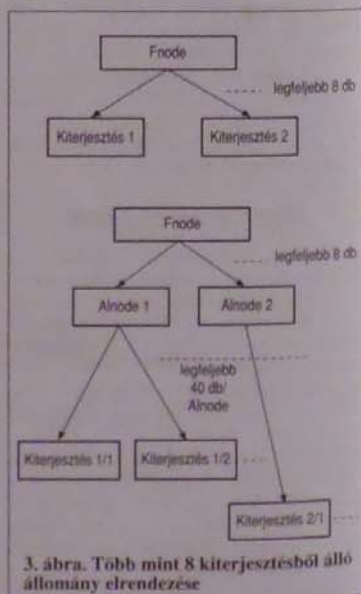 Fnode
legfeljebb 8 db
Kiterjesztés 1
Kiterjesztés 2
Fnode
legfeljebb 8 db
Alnode 1
Alnode 2
legfeljebb
40 db/
Alnode
Kiterjesztés 1/1
Kiterjesztés 1/2
Kiterjesztés 2/1
3. ábra. Több mint 8 kiterjesztésből álló
állomány elrendezése